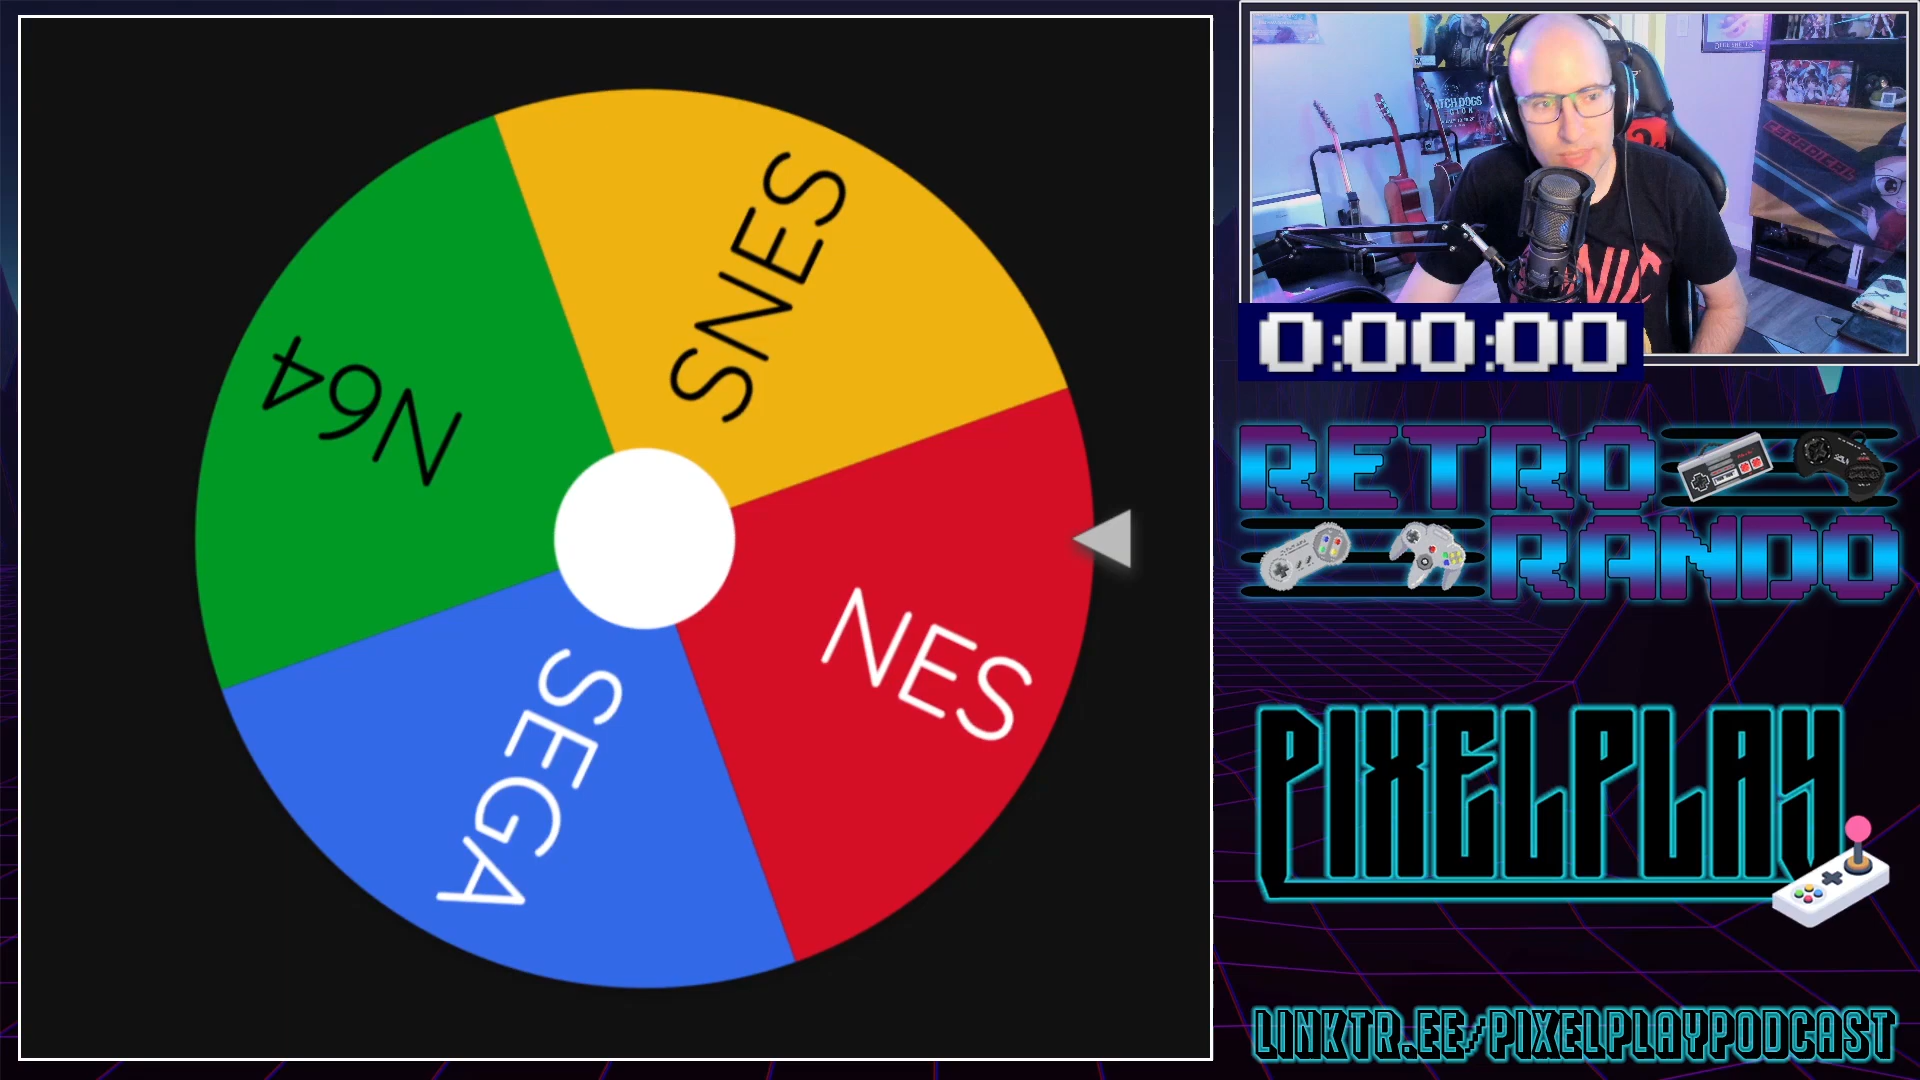 SNES
N64
NES
SEGA
0:00:00
RETRO
RANDO
PIXELPLAY
LINKTR.EE/PIXELPLAYPODCAST